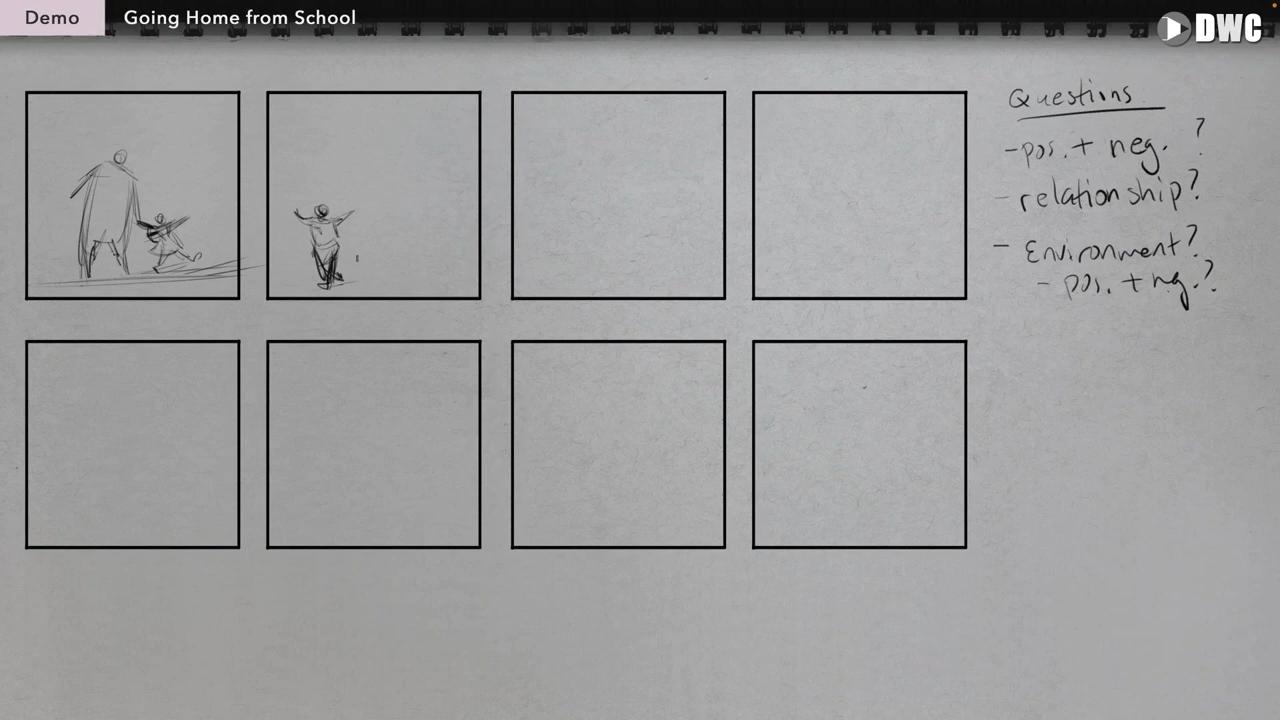 Demo
Going Home from School
DWC
Questions
- pos. + neg. ?
- relationship?
- Environment?
- pos. + neg.?